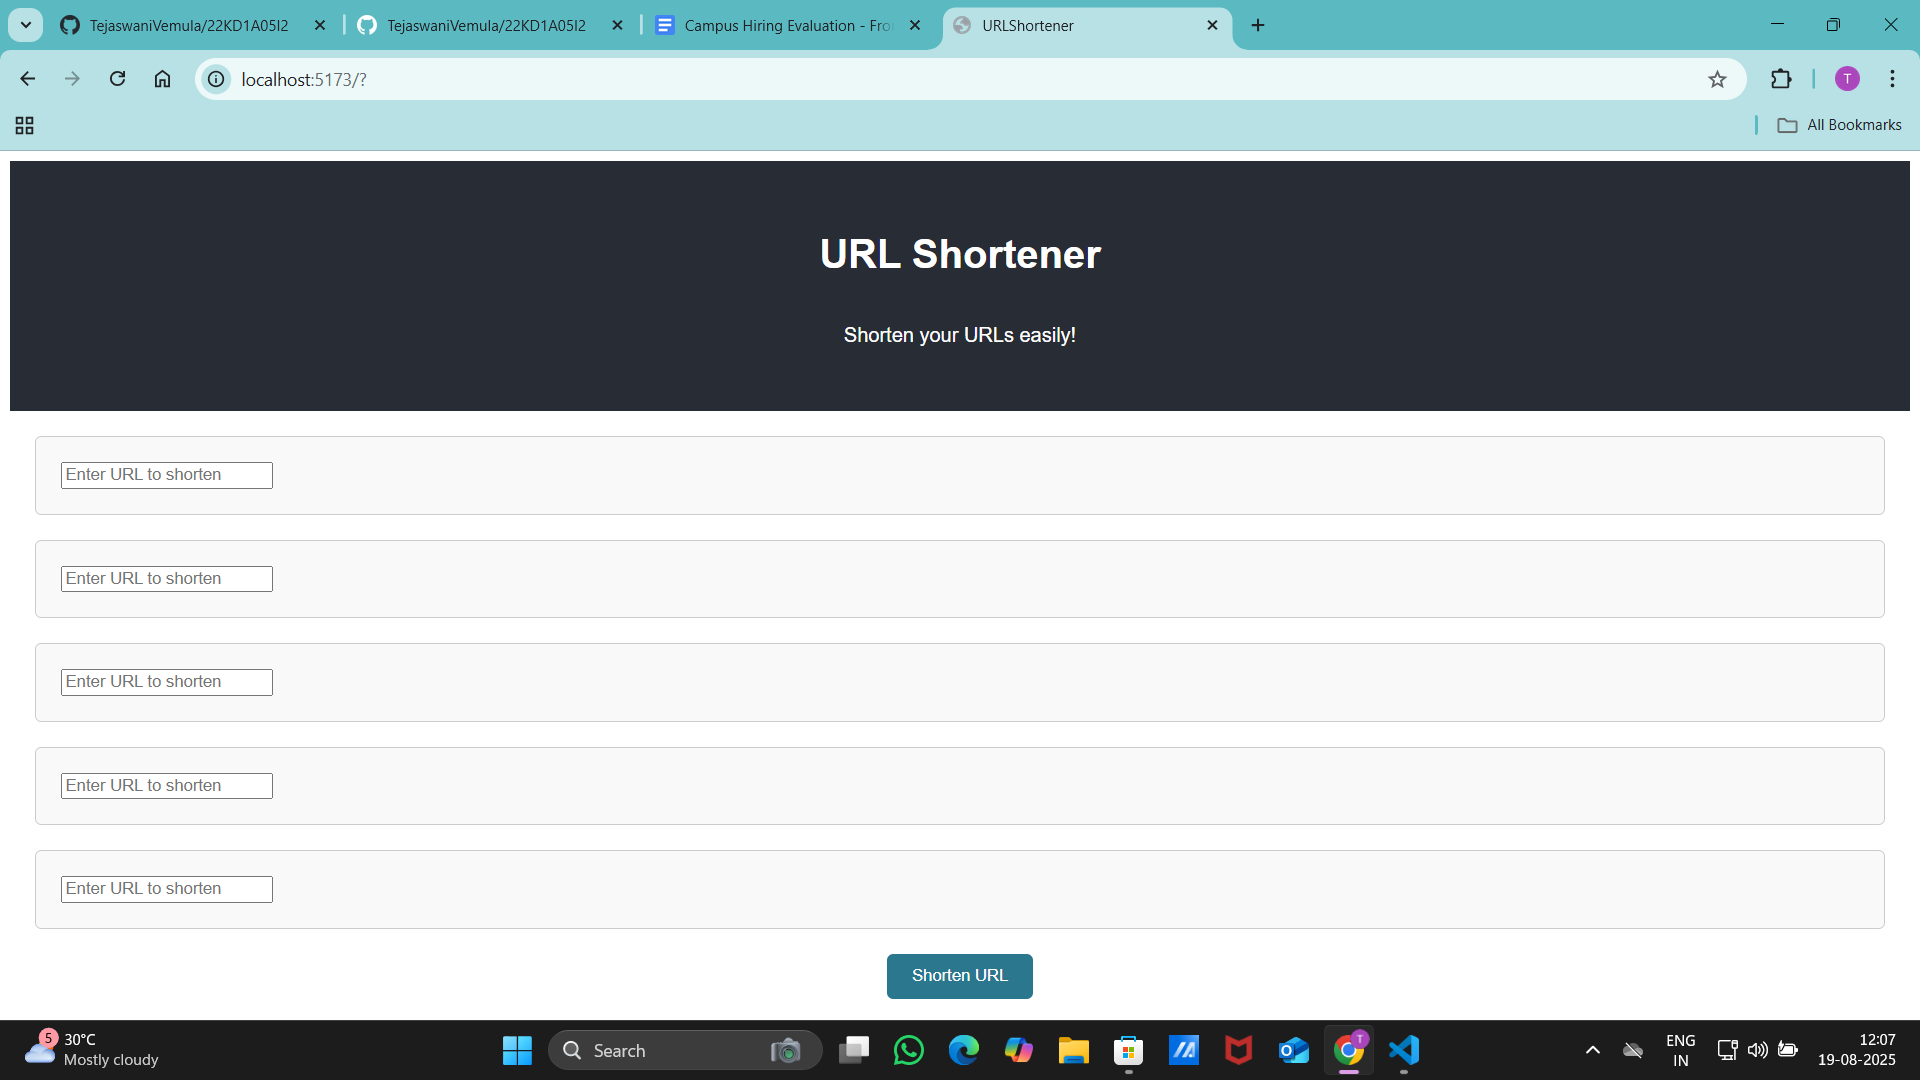 TejaswaniVemula/22KD1A05I2
TejaswaniVemula/22KD1A05I2
Campus Hiring Evaluation - Fro
URLShortener
localhost:5173/?
T
All Bookmarks
URL Shortener
Shorten your URLs easily!
Enter URL to shorten
Enter URL to shorten
Enter URL to shorten
Enter URL to shorten
Enter URL to shorten
Shorten URL
5
30°C
Mostly cloudy
Search
T
ENG
IN
12:07
19-08-2025